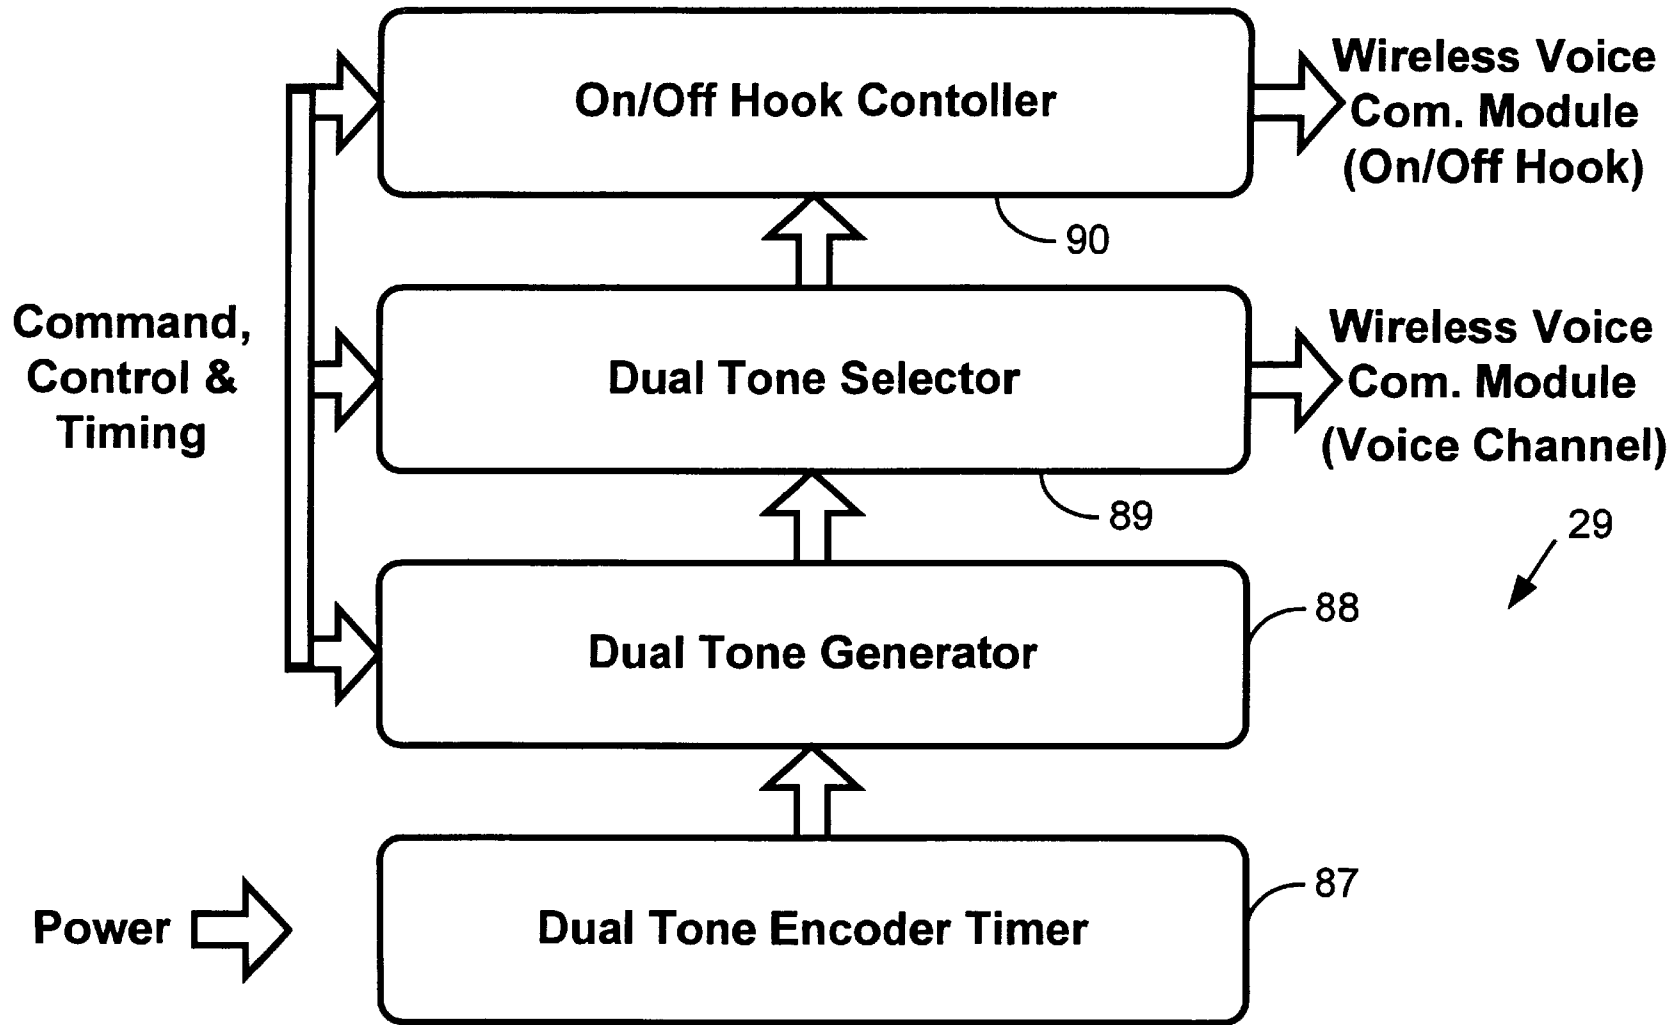 On/Off Hook Contoller
Wireless Voice
Com. Module
(On/Off Hook)
90
Command,
Control &
Timing
Dual Tone Selector
Wireless Voice
Com. Module
(Voice Channel)
89
29
Dual Tone Generator
88
Power
Dual Tone Encoder Timer
87